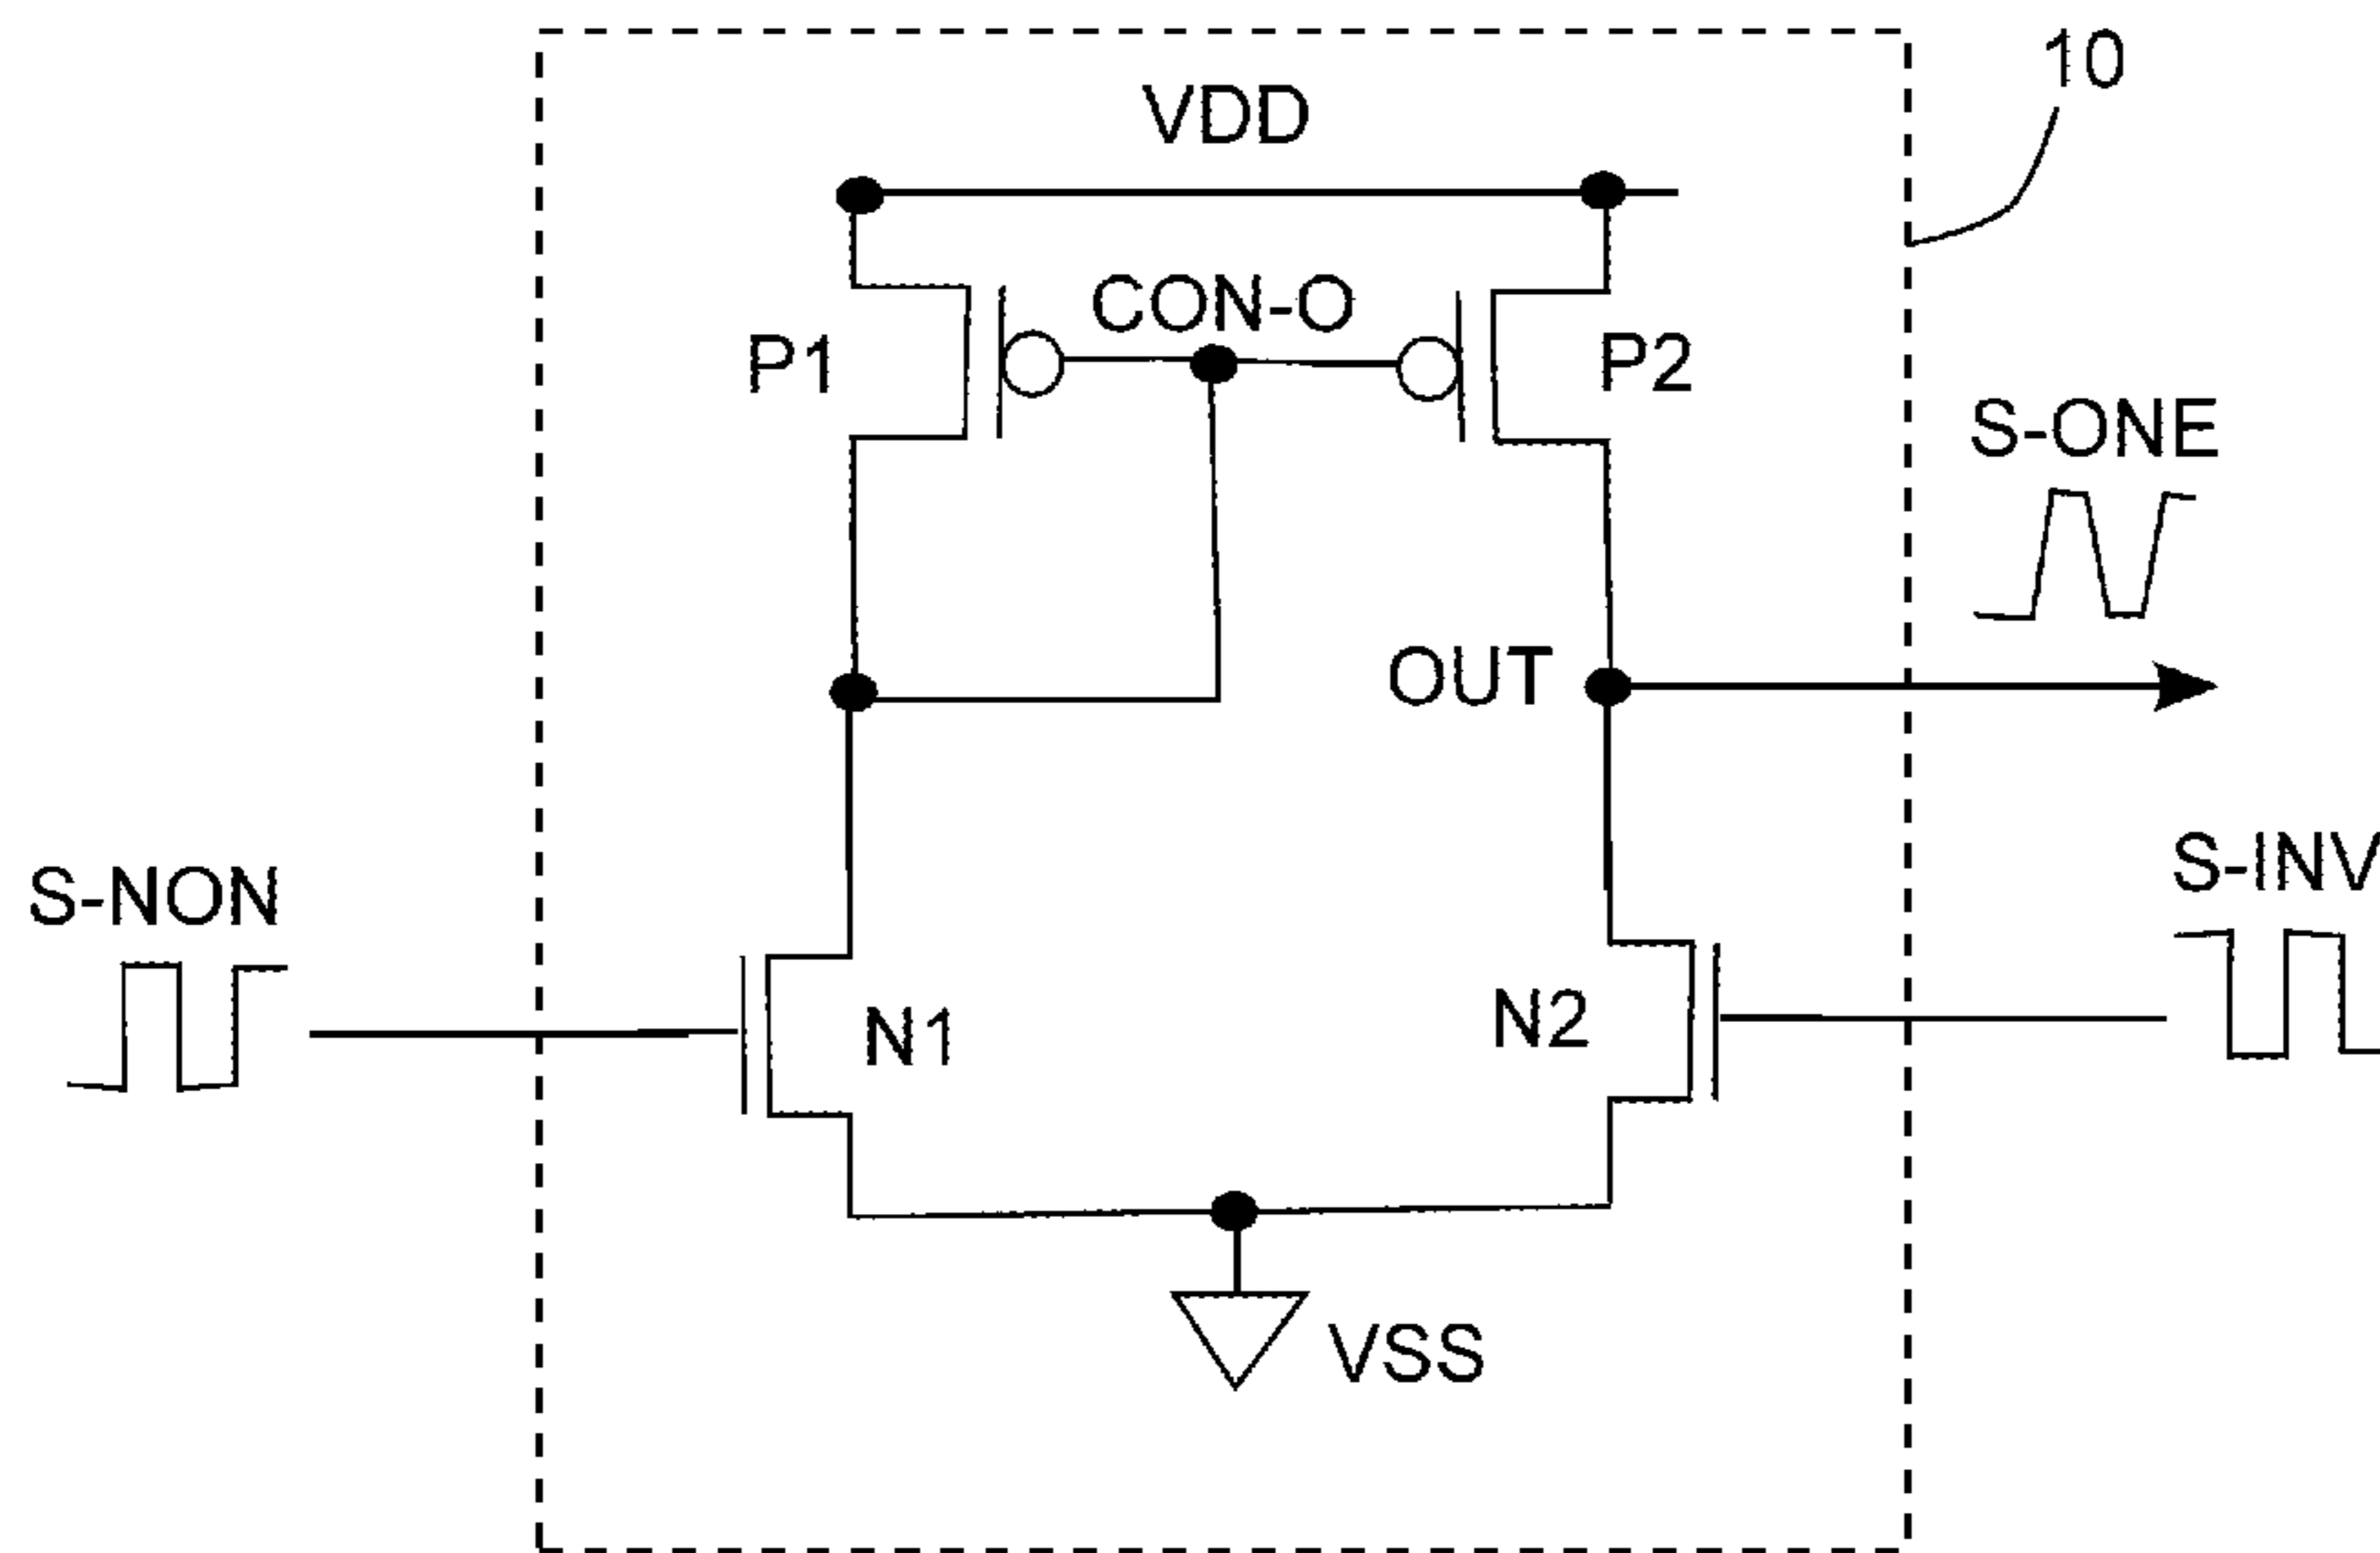 10
VDD
CON-O
P1
P2
S-ONE
OUT
S-INV
S-NON
N1
N2
VSS